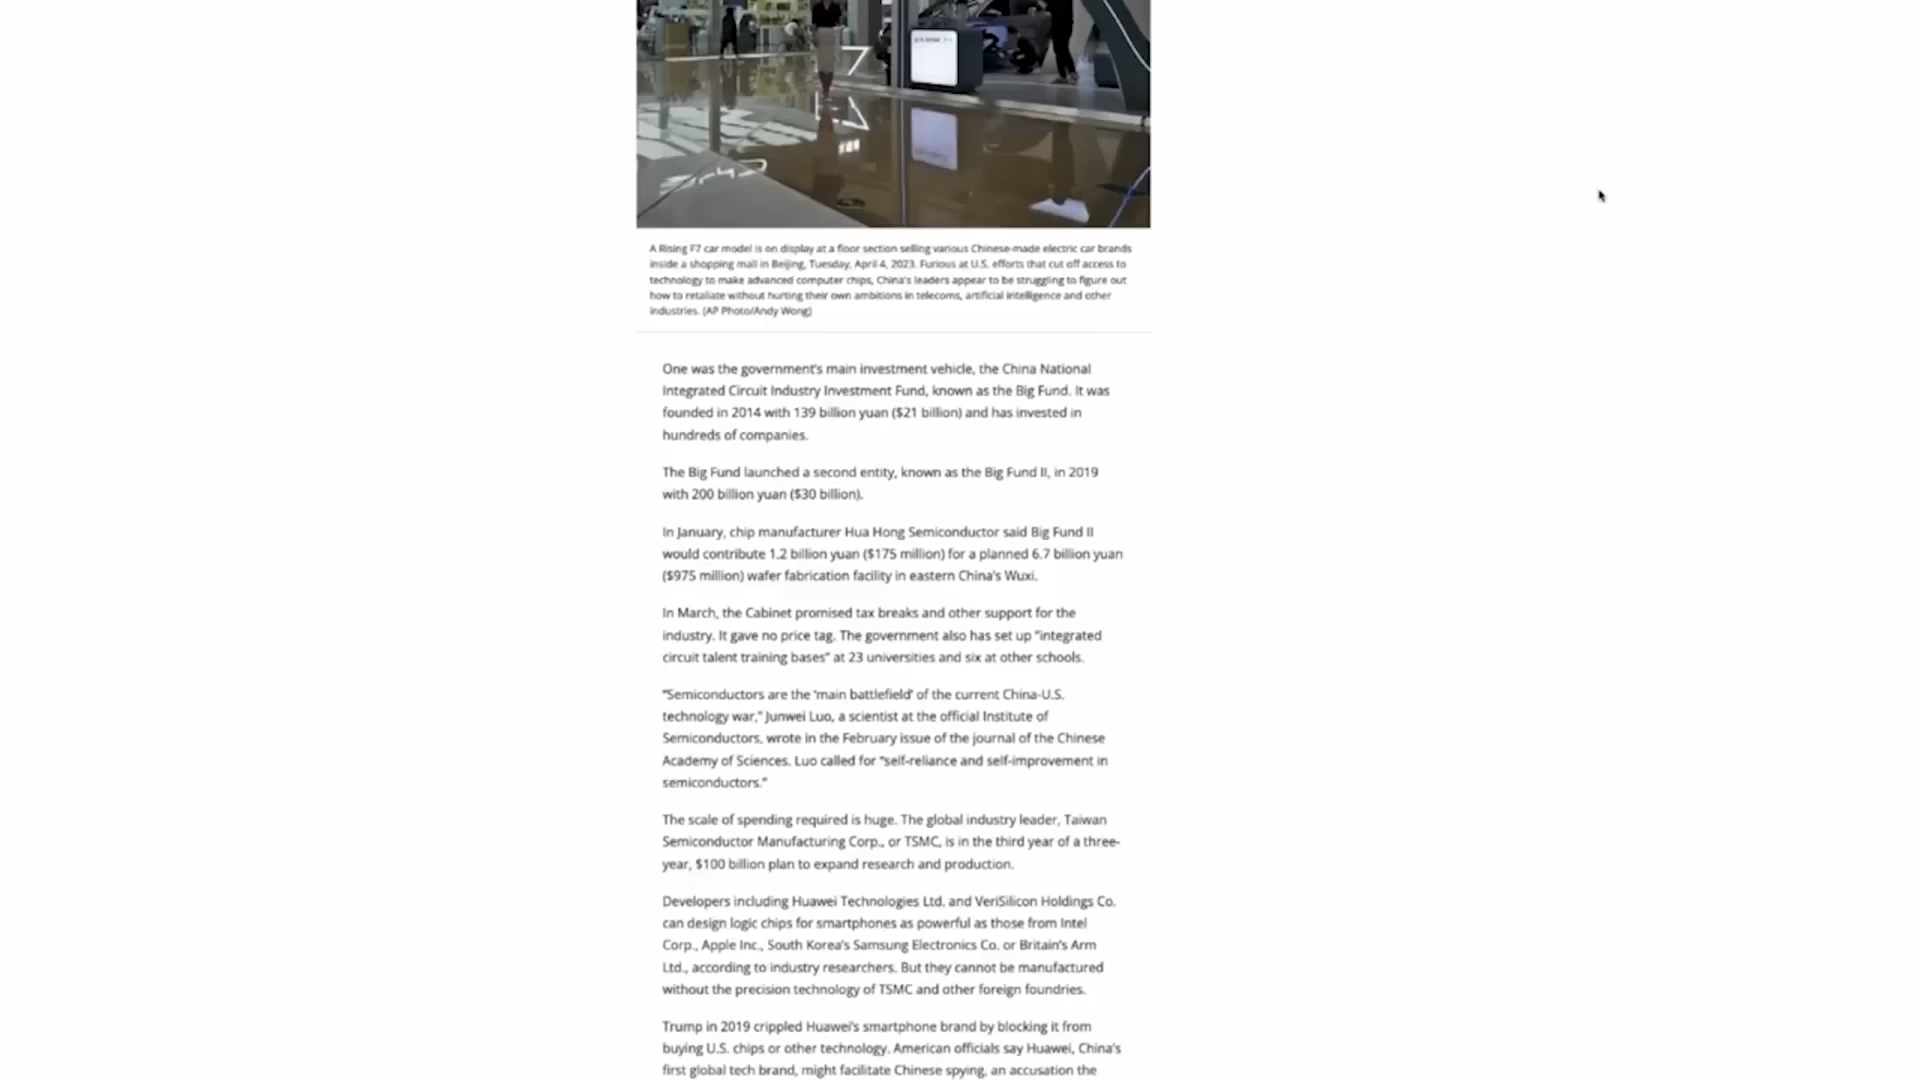 A Rising F7 car model is on display at a floor section selling various Chinese-made electric car brands
inside a shopping mall in Beijing, Tuesday, April 4, 2023. Furious at U.S. efforts that cut off access to
technology to make advanced computer chips, China's leaders appear to be struggling to figure out
how to retaliate without hurting their own ambitions in telecoms, artificial intelligence and other
industries. (AP Photo/Andy Wong)
One was the government's main investment vehicle, the China National
Integrated Circuit Industry Investment Fund, known as the Big Fund. It was
founded in 2014 with 139 billion yuan ($21 billion) and has invested in
hundreds of companies.
The Big Fund launched a second entity, known as the Big Fund II, in 2019
with 200 billion yuan ($30 billion).
In January, chip manufacturer Hua Hong Semiconductor said Big Fund II
would contribute 1.2 billion yuan ($175 million) for a planned 6.7 billion yuan
($975 million) wafer fabrication facility in eastern China's Wuxi.
In March, the Cabinet promised tax breaks and other support for the
industry. It gave no price tag. The government also has set up "integrated
circuit talent training bases" at 23 universities and six at other schools.
"Semiconductors are the 'main battlefield' of the current China-U.S.
technology war," Junwei Luo, a scientist at the official Institute of
Semiconductors, wrote in the February issue of the journal of the Chinese
Academy of Sciences. Luo called for "self-reliance and self-improvement in
semiconductors."
The scale of spending required is huge. The global industry leader, Taiwan
Semiconductor Manufacturing Corp., or TSMC, is in the third year of a three-
year, $100 billion plan to expand research and production.
Developers including Huawei Technologies Ltd. and VeriSilicon Holdings Co.
can design logic chips for smartphones as powerful as those from Intel
Corp., Apple Inc., South Korea's Samsung Electronics Co. or Britain's Arm
Ltd., according to industry researchers. But they cannot be manufactured
without the precision technology of TSMC and other foreign foundries.
Trump in 2019 crippled Huawei's smartphone brand by blocking it from
buying U.S. chips or other technology. American officials say Huawei, China's
first global tech brand, might facilitate Chinese spying, an accusation the